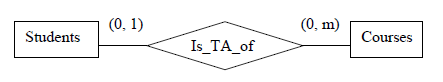 (0, 1) (0, m)
Students Is_TA_of Courses